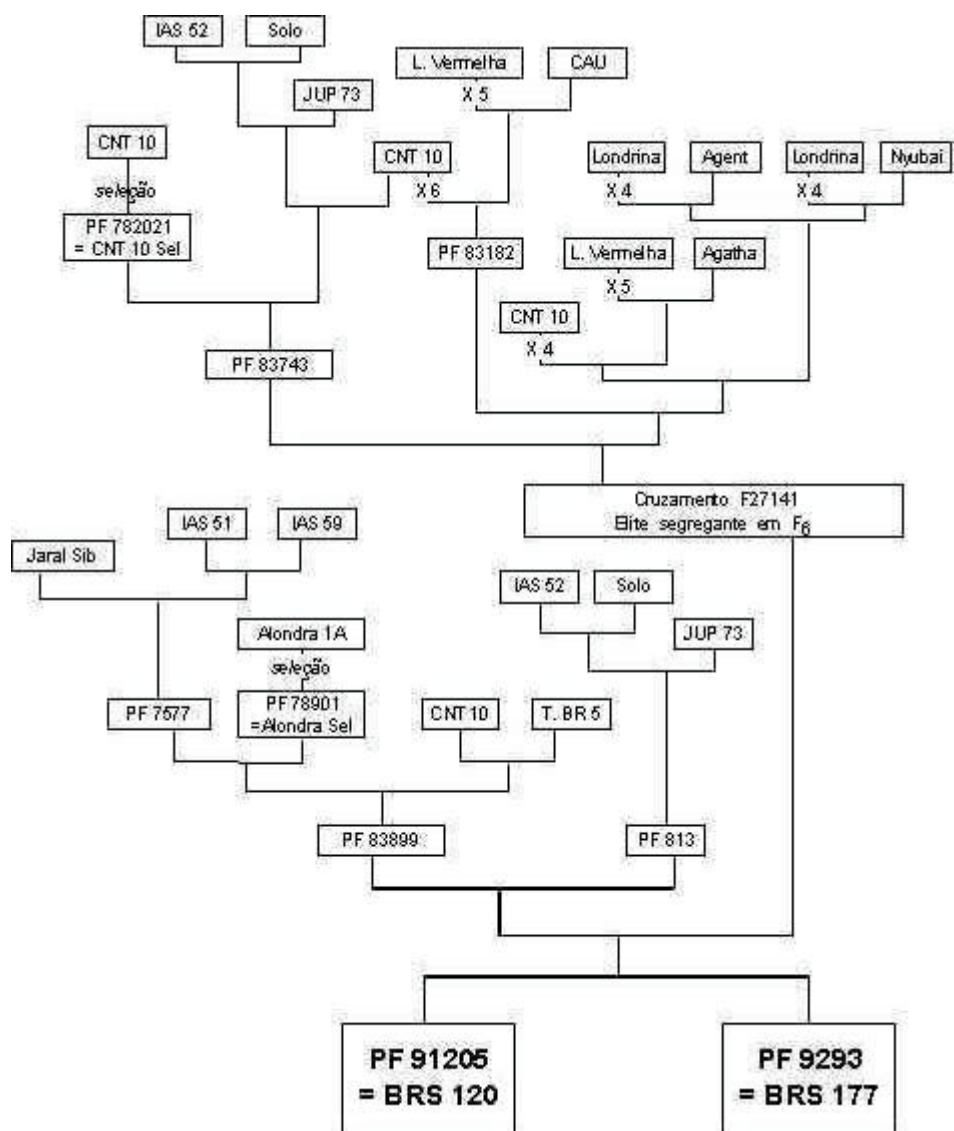 IAS 52
Solo
L. Vermelha
CAU
X 5
JUP 73
CNT 10
CNT 10
X 6
Londrina
Agent
Londrina
Nyubai
X 4
X 4
seleção
PF 782021
= CNT 10 Sel
PF 83182
L. Vermelha
Agatha
X 5
CNT 10
X 4
PF 83743
Cruzamento F27141
Elite segregante em F6
IAS 51
IAS 59
Jaral Sib
IAS 52
Solo
JUP 73
Alondra 1A
seleção
PF 7577
PF 78901
=Alondra Sel
CNT 10
T. BR 5
PF 83899
PF 813
PF 91205
= BRS 120
PF 9293
= BRS 177